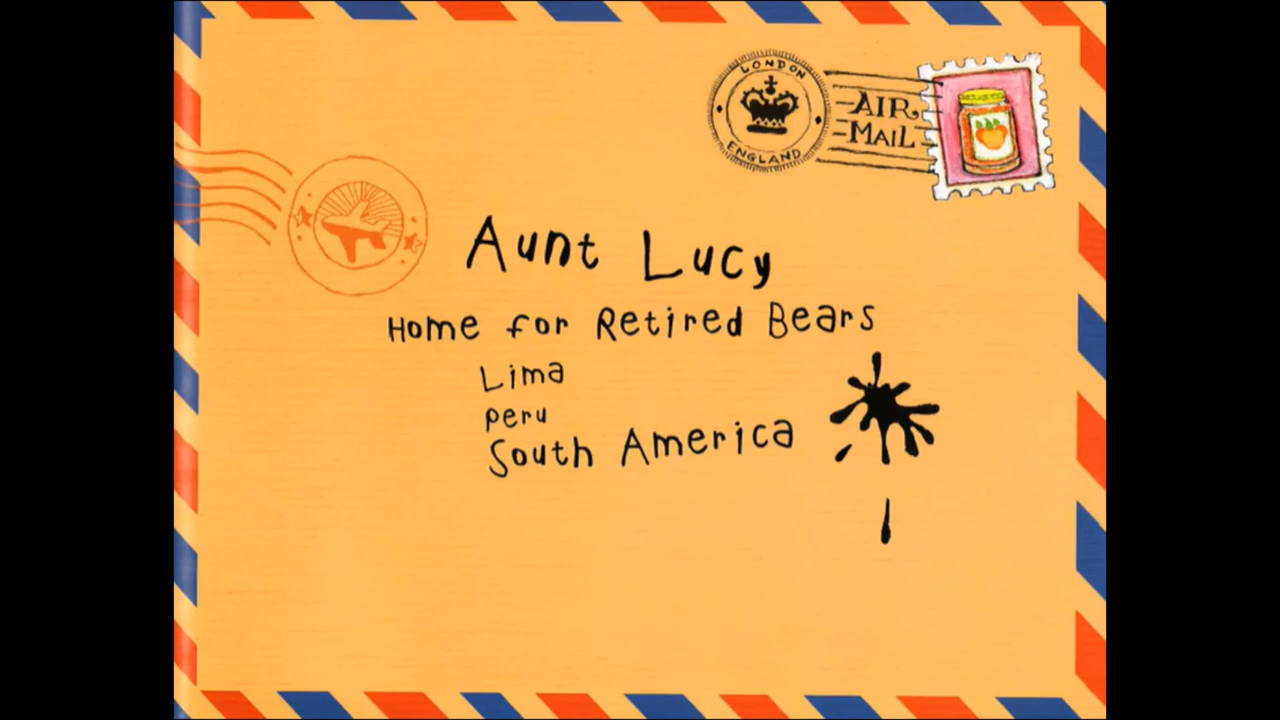 LONDON
ENGLAND
AIR
MAIL
Aunt Lucy
Home for Retired Bears
Lima
Peru
South America